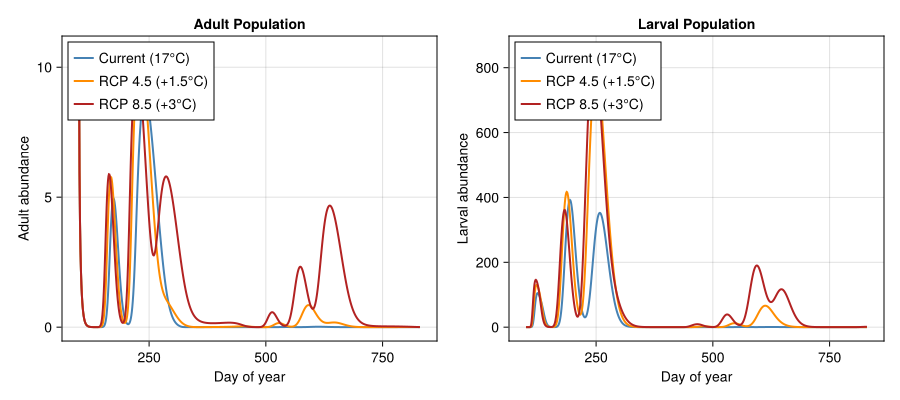 Adult Population
Current (17°C)
RCP 4.5 (+1.5°C)
RCP 8.5 (+3°C)
10
5
0
Adult abundance
250
500
750
Day of year
Larval Population
Current (17°C)
RCP 4.5 (+1.5°C)
RCP 8.5 (+3°C)
800
600
400
200
0
Larval abundance
250
500
750
Day of year